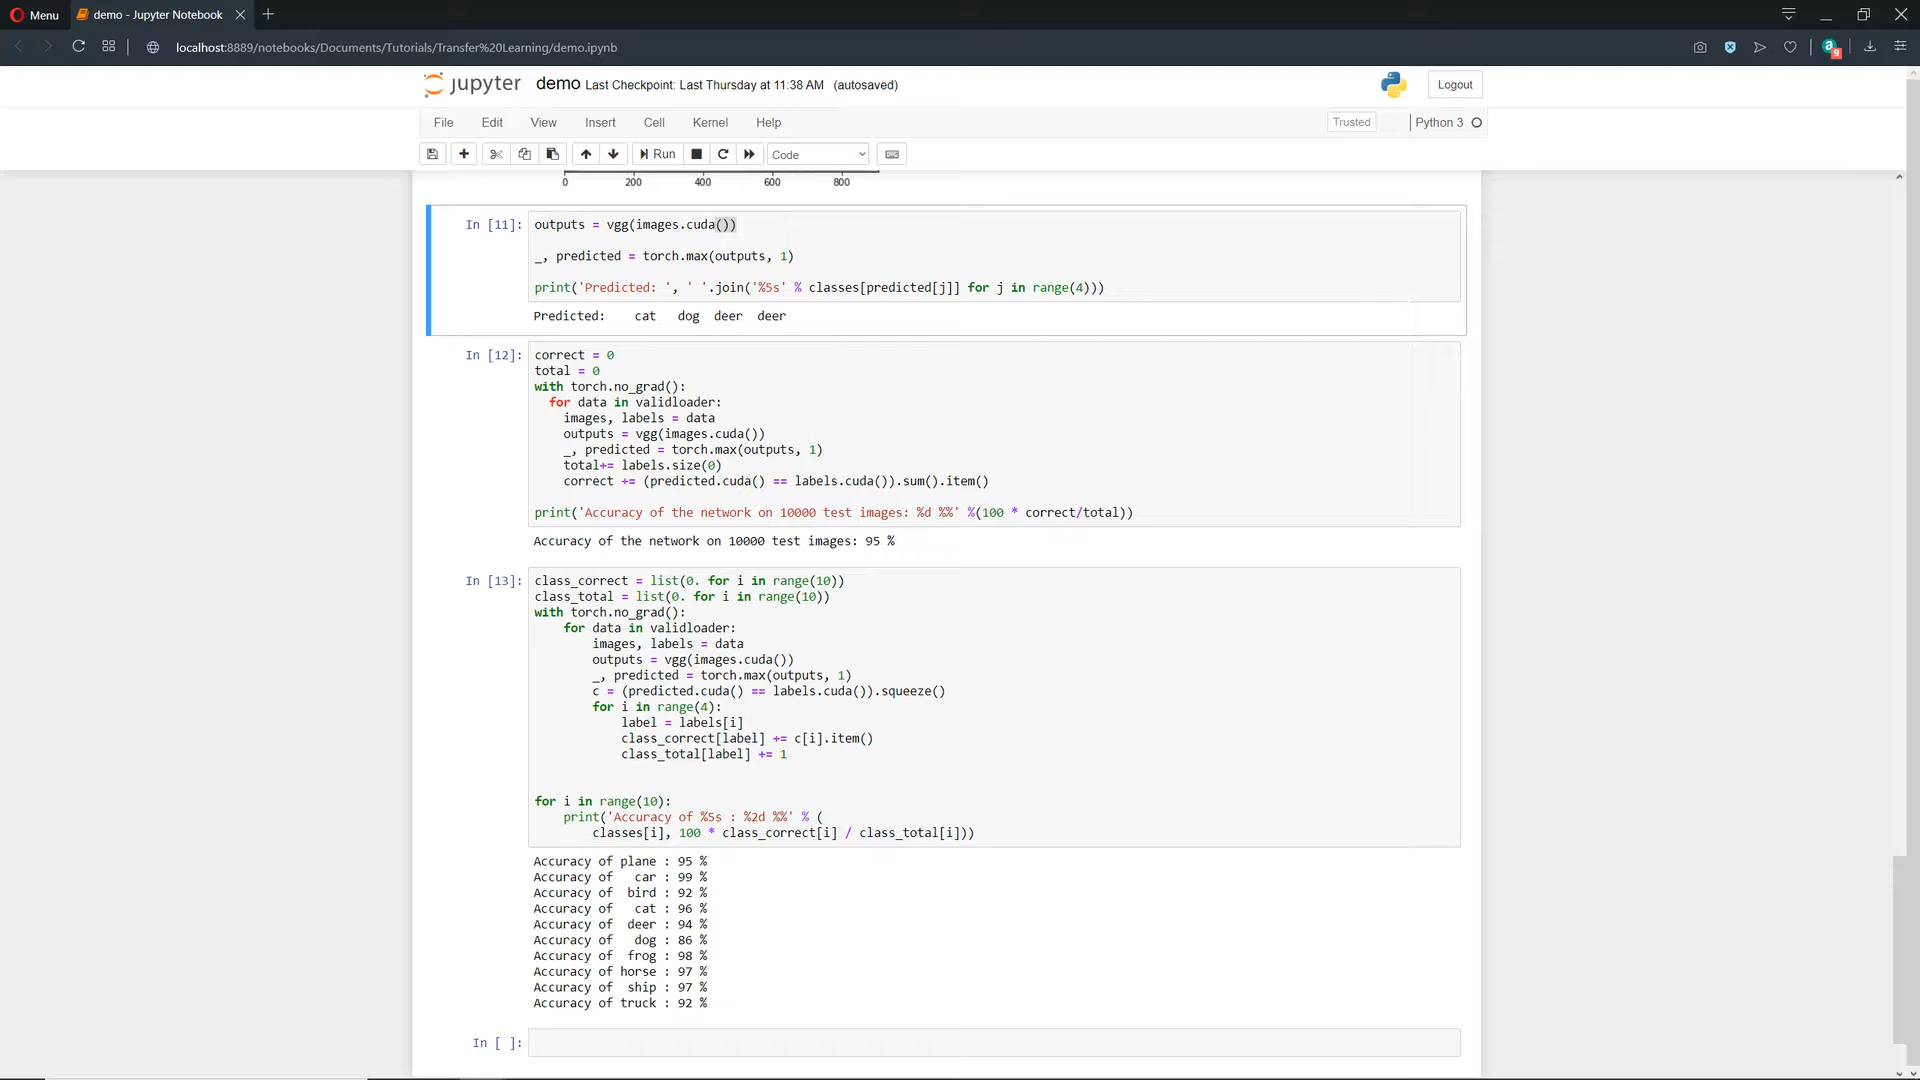 Menu
demo - Jupyter Notebook
localhost:8889/notebooks/Documents/Tutorials/Transfer%20Learning/demo.ipynb
9
jupyter demo Last Checkpoint: Last Thursday at 11:38 AM (autosaved)
Logout
File Edit View Insert Cell Kernel Help
Trusted Python 3
Run Code
0 200 400 600 800
In [11]: outputs = vgg(images.cuda())
_, predicted = torch.max(outputs, 1)
print('Predicted: ', ' '.join('%5s' % classes[predicted[j]] for j in range(4)))
Predicted:    cat   dog  deer  deer
In [12]: correct = 0
total = 0
with torch.no_grad():
  for data in validloader:
    images, labels = data
    outputs = vgg(images.cuda())
    _, predicted = torch.max(outputs, 1)
    total+= labels.size(0)
    correct += (predicted.cuda() == labels.cuda()).sum().item()
print('Accuracy of the network on 10000 test images: %d %%' %(100 * correct/total))
Accuracy of the network on 10000 test images: 95 %
In [13]: class_correct = list(0. for i in range(10))
class_total = list(0. for i in range(10))
with torch.no_grad():
    for data in validloader:
        images, labels = data
        outputs = vgg(images.cuda())
        _, predicted = torch.max(outputs, 1)
        c = (predicted.cuda() == labels.cuda()).squeeze()
        for i in range(4):
            label = labels[i]
            class_correct[label] += c[i].item()
            class_total[label] += 1
for i in range(10):
    print('Accuracy of %5s : %2d %%' % (
        classes[i], 100 * class_correct[i] / class_total[i]))
Accuracy of plane : 95 %
Accuracy of   car : 99 %
Accuracy of  bird : 92 %
Accuracy of   cat : 96 %
Accuracy of  deer : 94 %
Accuracy of   dog : 86 %
Accuracy of  frog : 98 %
Accuracy of horse : 97 %
Accuracy of  ship : 97 %
Accuracy of truck : 92 %
In [ ]: